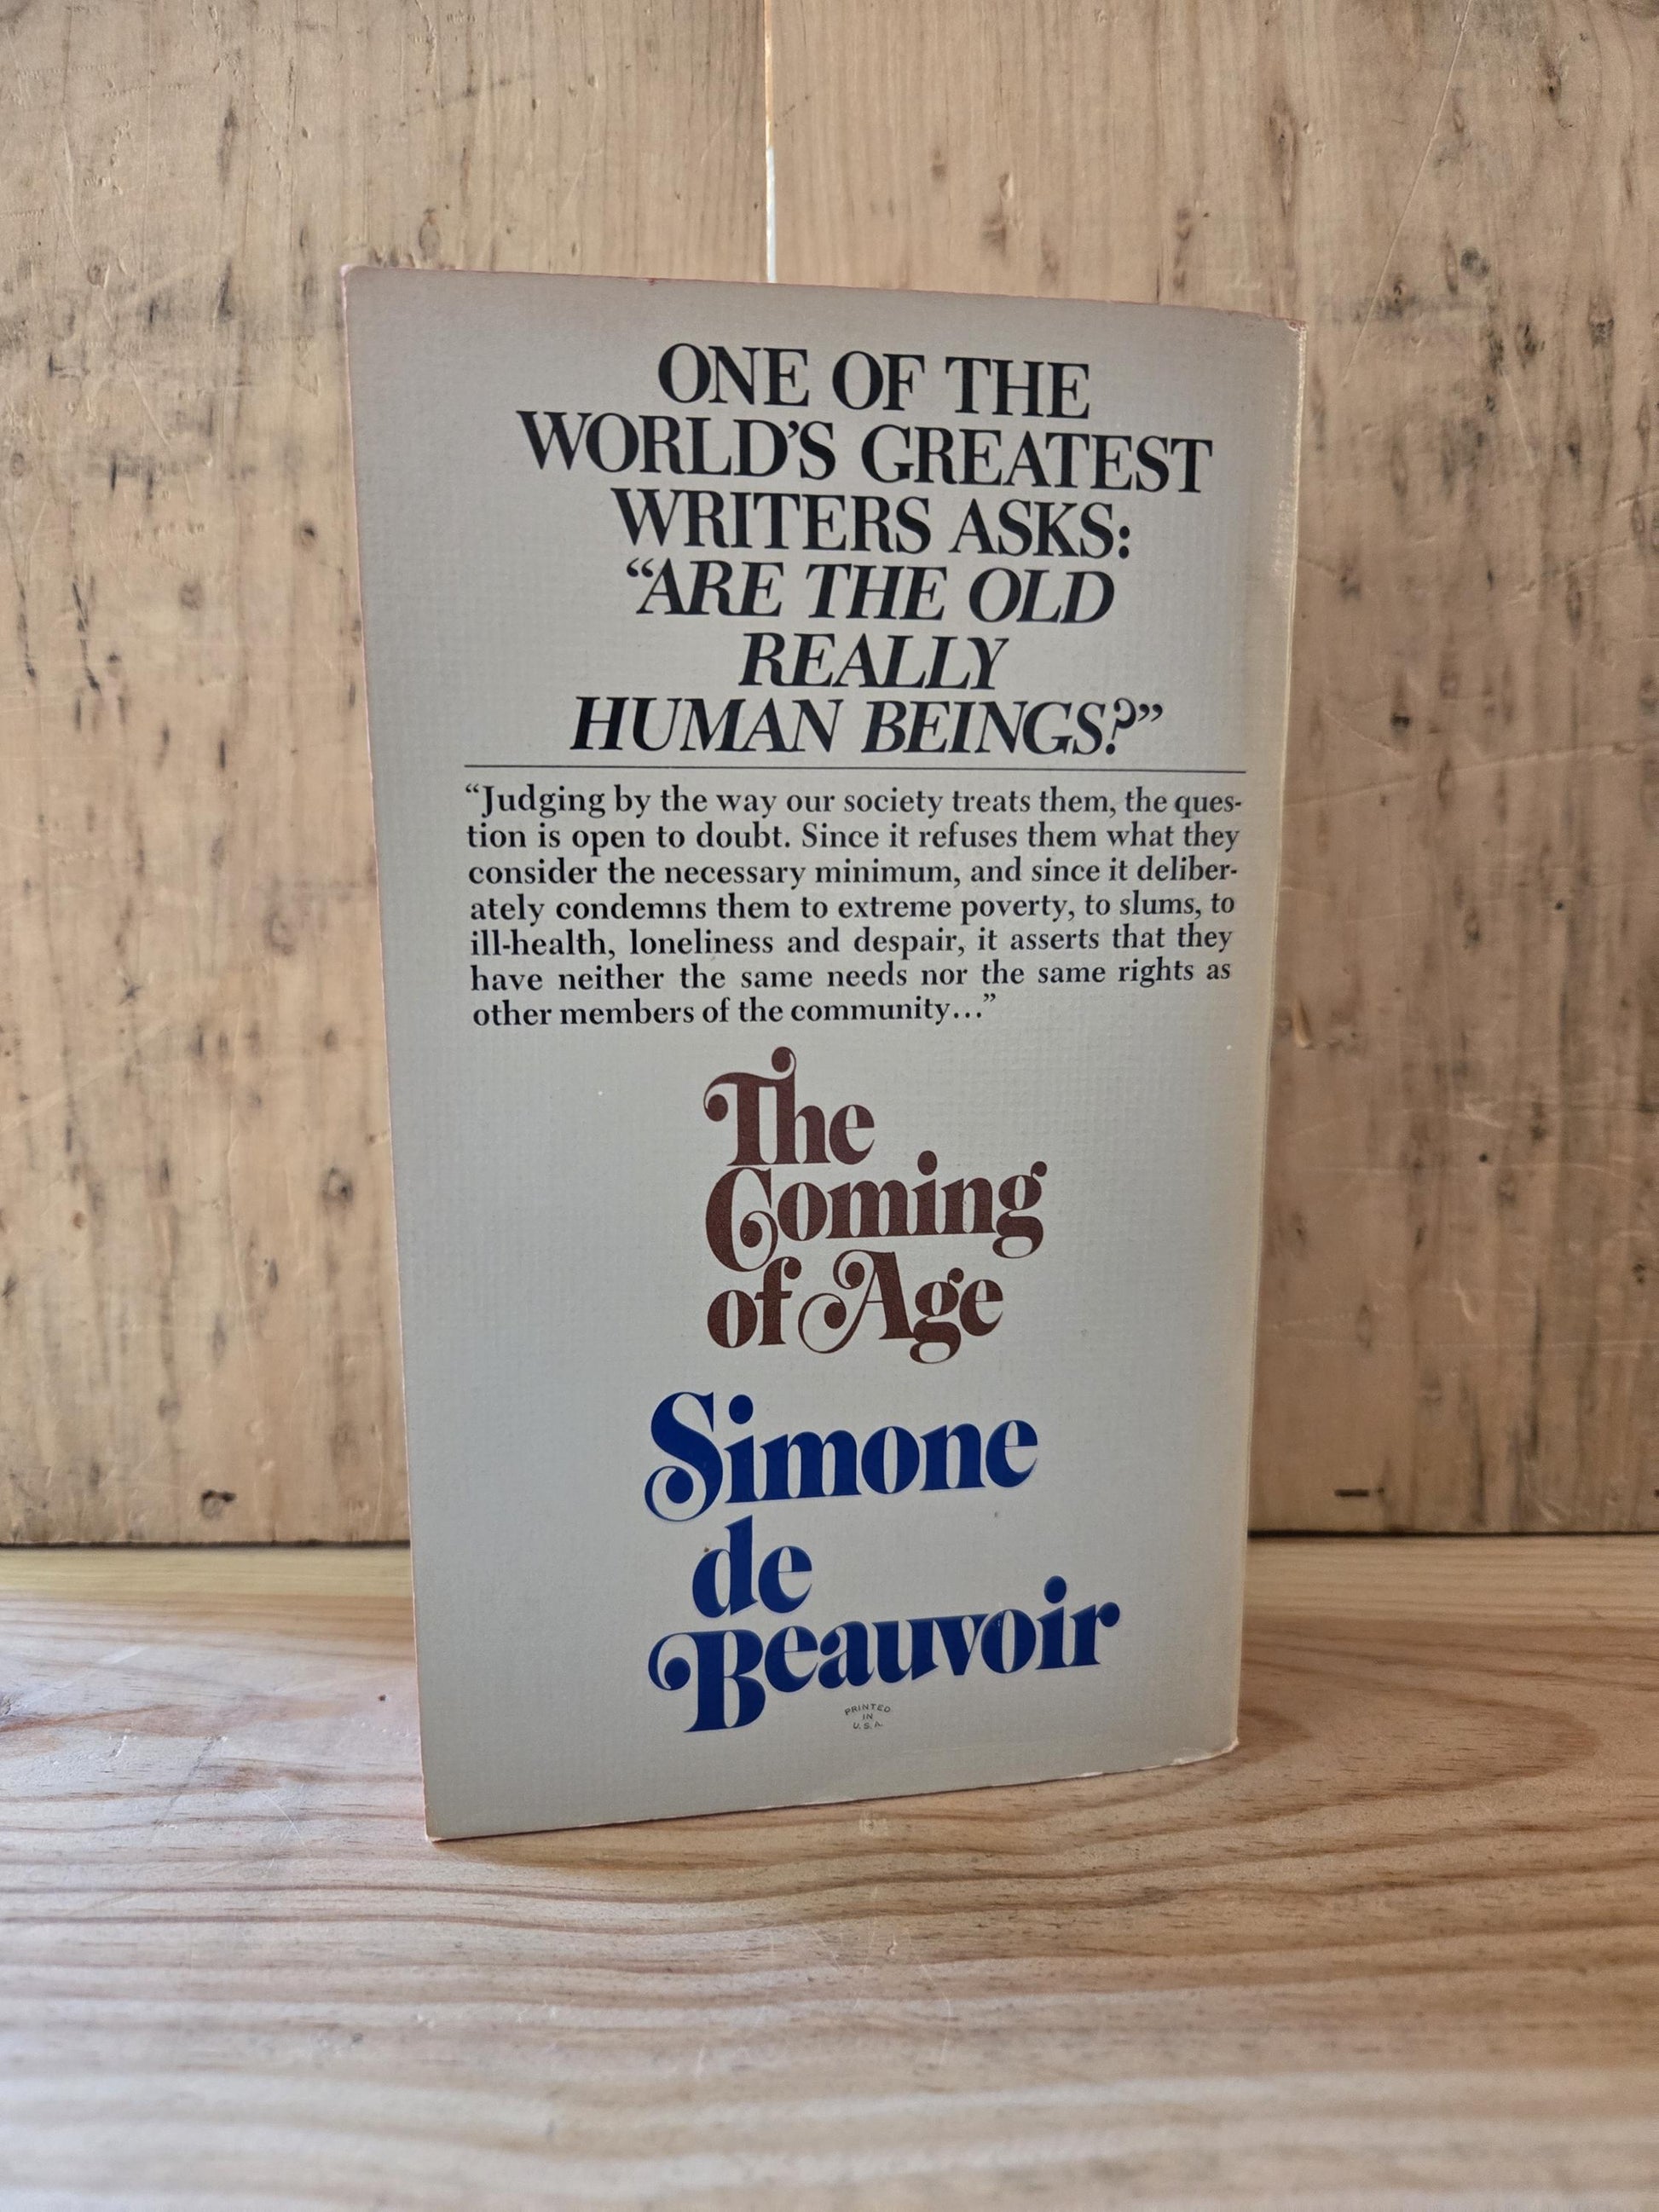 ONE OF THE
WORLD'S GREATEST
WRITERS ASKS:
“ARE THE OLD
REALLY
HUMAN BEINGS?”
“Judging by the way our society treats them, the ques-
tion is open to doubt. Since it refuses them what they
consider the necessary minimum, and since it deliber-
ately condemns them to extreme poverty, to slums, to
ill-health, loneliness and despair, it asserts that they
have neither the same needs nor the same rights as
other members of the community...”
The
Coming
of Age
Simone
de
Beauvoir
PRINTED
IN
U.S.A.